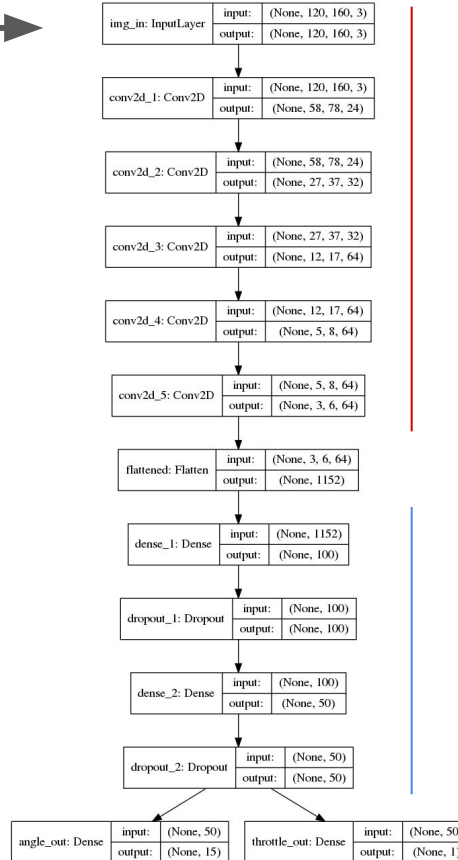 img_in: InputLayer
input: (None, 120, 160, 3)
output: (None, 120, 160, 3)
conv2d_1: Conv2D
input: (None, 120, 160, 3)
output: (None, 58, 78, 24)
conv2d_2: Conv2D
input: (None, 58, 78, 24)
output: (None, 27, 37, 32)
conv2d_3: Conv2D
input: (None, 27, 37, 32)
output: (None, 12, 17, 64)
conv2d_4: Conv2D
input: (None, 12, 17, 64)
output: (None, 5, 8, 64)
conv2d_5: Conv2D
input: (None, 5, 8, 64)
output: (None, 3, 6, 64)
flattened: Flatten
input: (None, 3, 6, 64)
output: (None, 1152)
dense_1: Dense
input: (None, 1152)
output: (None, 100)
dropout_1: Dropout
input: (None, 100)
output: (None, 100)
dense_2: Dense
input: (None, 100)
output: (None, 50)
dropout_2: Dropout
input: (None, 50)
output: (None, 50)
angle_out: Dense
input: (None, 50)
output: (None, 15)
throttle_out: Dense
input: (None, 50
output: (None, 1